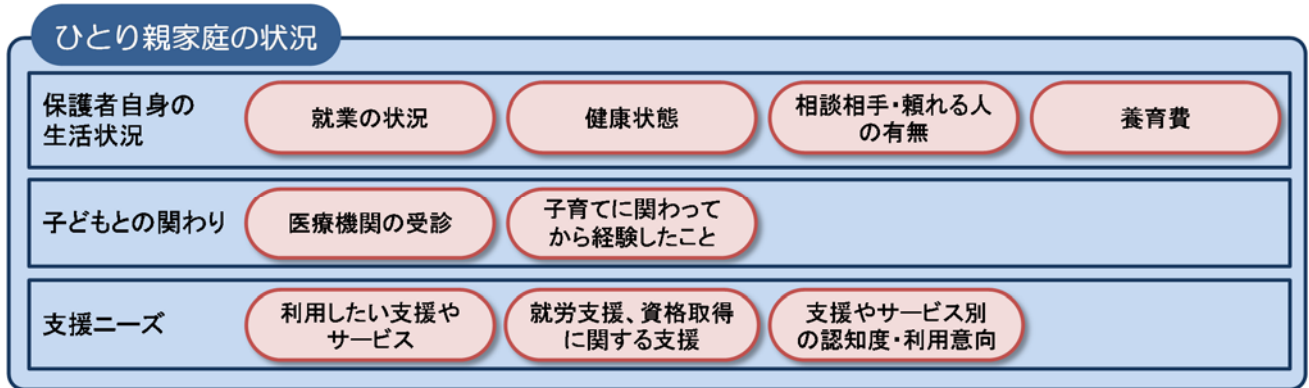 ひとり親家庭の状況
保護者自身の
生活状況
就業の状況
健康状態
相談相手・頼れる人
の有無
養育費
子どもとの関わり
医療機関の受診
子育てに関わって
から経験したこと
支援ニーズ
利用したい支援や
サービス
就労支援、資格取得
に関する支援
支援やサービス別
の認知度・利用意向